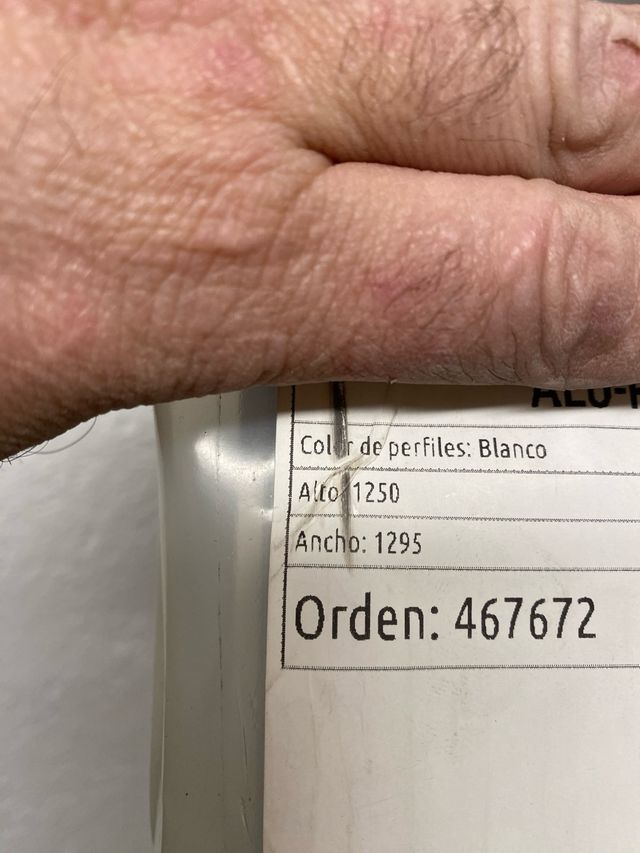 Color de perfiles: Blanco
Alto: 1250
Ancho: 1295
Orden: 467672